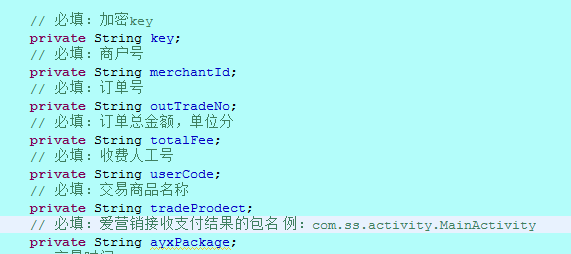 // 必填：加密key
private String key;
// 必填：商户号
private String merchantId;
// 必填：订单号
private String outTradeNo;
// 必填：订单总金额，单位分
private String totalFee;
// 必填：收费人工号
private String userCode;
// 必填：交易商品名称
private String tradeProdect;
// 必填：爱营销接收支付结果的包名 例：com.ss.activity.MainActivity
private String ayxPackage;